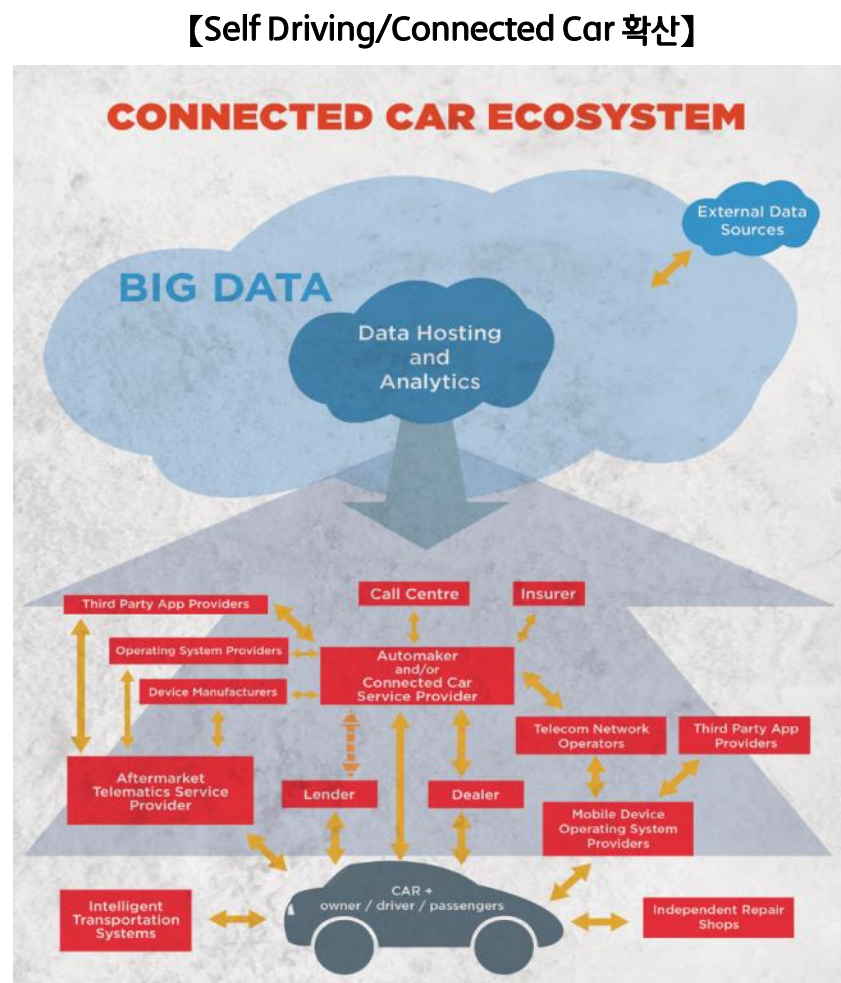 【Self Driving/Connected Car 확산】
CONNECTED CAR ECOSYSTEM
External Data
Sources
BIG DATA
Data Hosting
and
Analytics
Call Centre
Insurer
Third Party App Providers
Operating System Providers
Automaker
and/or
Connected Car
Service Provider
Device Manufacturers
Telecom Network
Operators
Third Party App
Providers
Aftermarket
Telematics Service
Provider
Lender
Dealer
Mobile Device
Operating System
Providers
CAR +
owner / driver / passengers
Intelligent
Transportation
Systems
Independent Repair
Shops